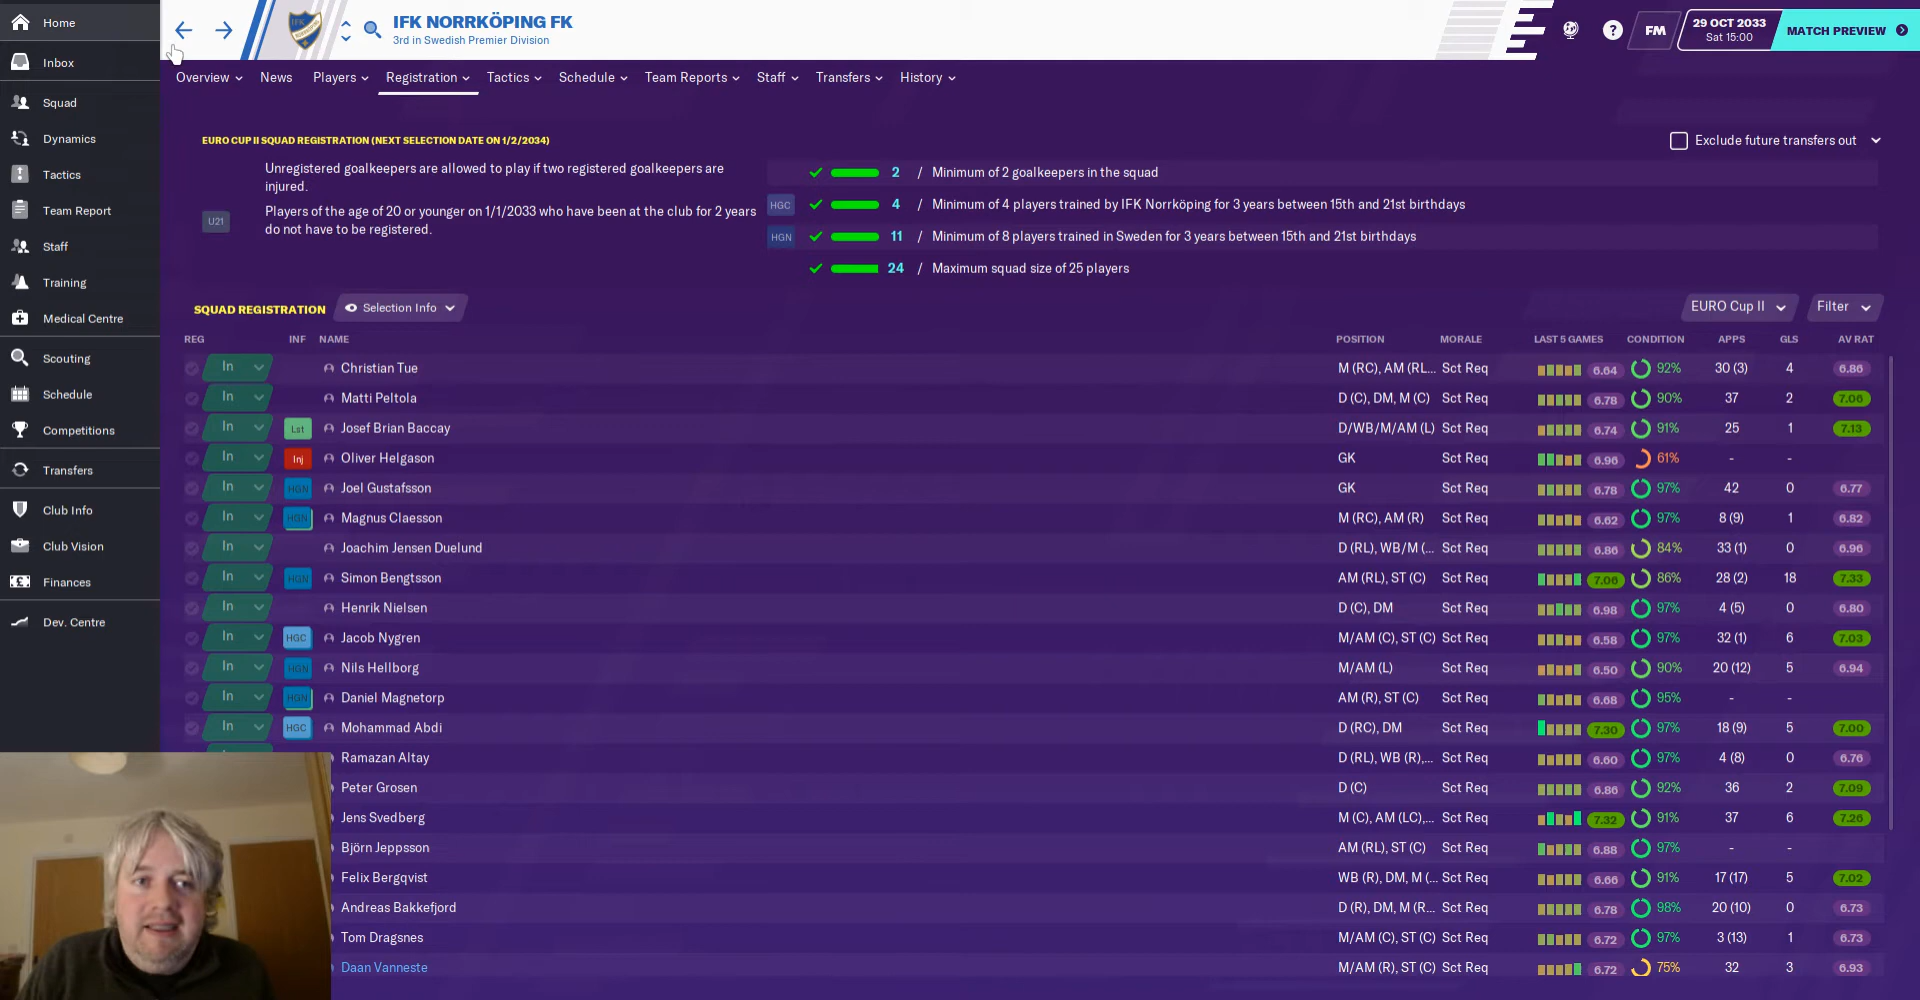 Home
IFK NORRKÖPING FK
3rd in Swedish Premier Division
FM
29 OCT 2033
Sat 15:00
MATCH PREVIEW
Inbox
Squad
Dynamics
Tactics
Team Report
Staff
Training
Medical Centre
Scouting
Schedule
Competitions
Transfers
Club Info
Club Vision
Finances
Dev. Centre
Overview News Players Registration Tactics Schedule Team Reports Staff Transfers History
EURO CUP II SQUAD REGISTRATION (NEXT SELECTION DATE ON 1/2/2034)
Exclude future transfers out
Unregistered goalkeepers are allowed to play if two registered goalkeepers are
injured.
U21 Players of the age of 20 or younger on 1/1/2033 who have been at the club for 2 years
do not have to be registered.
2 / Minimum of 2 goalkeepers in the squad
HGC 4 / Minimum of 4 players trained by IFK Norrköping for 3 years between 15th and 21st birthdays
HGN 11 / Minimum of 8 players trained in Sweden for 3 years between 15th and 21st birthdays
24 / Maximum squad size of 25 players
SQUAD REGISTRATION Selection Info EURO Cup II Filter
REG INF NAME POSITION MORALE LAST 5 GAMES CONDITION APPS GLS AV RAT
In Christian Tue M (RC), AM (RL... Sct Req 6.64 92% 30 (3) 4 6.86
In Matti Peltola D (C), DM, M (C) Sct Req 6.78 90% 37 2 7.06
In Lst Josef Brian Baccay D/WB/M/AM (L) Sct Req 6.74 91% 25 1 7.13
In Inj Oliver Helgason GK Sct Req 6.96 61% - -
In HGN Joel Gustafsson GK Sct Req 6.78 97% 42 0 6.77
In HGN Magnus Claesson M (RC), AM (R) Sct Req 6.62 97% 8 (9) 1 6.82
In Joachim Jensen Duelund D (RL), WB/M (... Sct Req 6.86 84% 33 (1) 0 6.96
In HGN Simon Bengtsson AM (RL), ST (C) Sct Req 7.06 86% 28 (2) 18 7.33
In Henrik Nielsen D (C), DM Sct Req 6.98 97% 4 (5) 0 6.80
In HGC Jacob Nygren M/AM (C), ST (C) Sct Req 6.58 97% 32 (1) 6 7.03
In HGN Nils Hellborg M/AM (L) Sct Req 6.50 90% 20 (12) 5 6.94
In HGN Daniel Magnetorp AM (R), ST (C) Sct Req 6.68 95% - -
In HGC Mohammad Abdi D (RC), DM Sct Req 7.30 97% 18 (9) 5 7.00
Ramazan Altay D (RL), WB (R),... Sct Req 6.60 97% 4 (8) 0 6.76
Peter Grosen D (C) Sct Req 6.86 92% 36 2 7.09
Jens Svedberg M (C), AM (LC),... Sct Req 7.32 91% 37 6 7.26
Björn Jeppsson AM (RL), ST (C) Sct Req 6.88 97% - -
Felix Bergqvist WB (R), DM, M (... Sct Req 6.66 91% 17 (17) 5 7.02
Andreas Bakkefjord D (R), DM, M (R... Sct Req 6.78 98% 20 (10) 0 6.73
Tom Dragsnes M/AM (C), ST (C) Sct Req 6.72 97% 3 (13) 1 6.73
Daan Vanneste M/AM (R), ST (C) Sct Req 6.72 75% 32 3 6.93